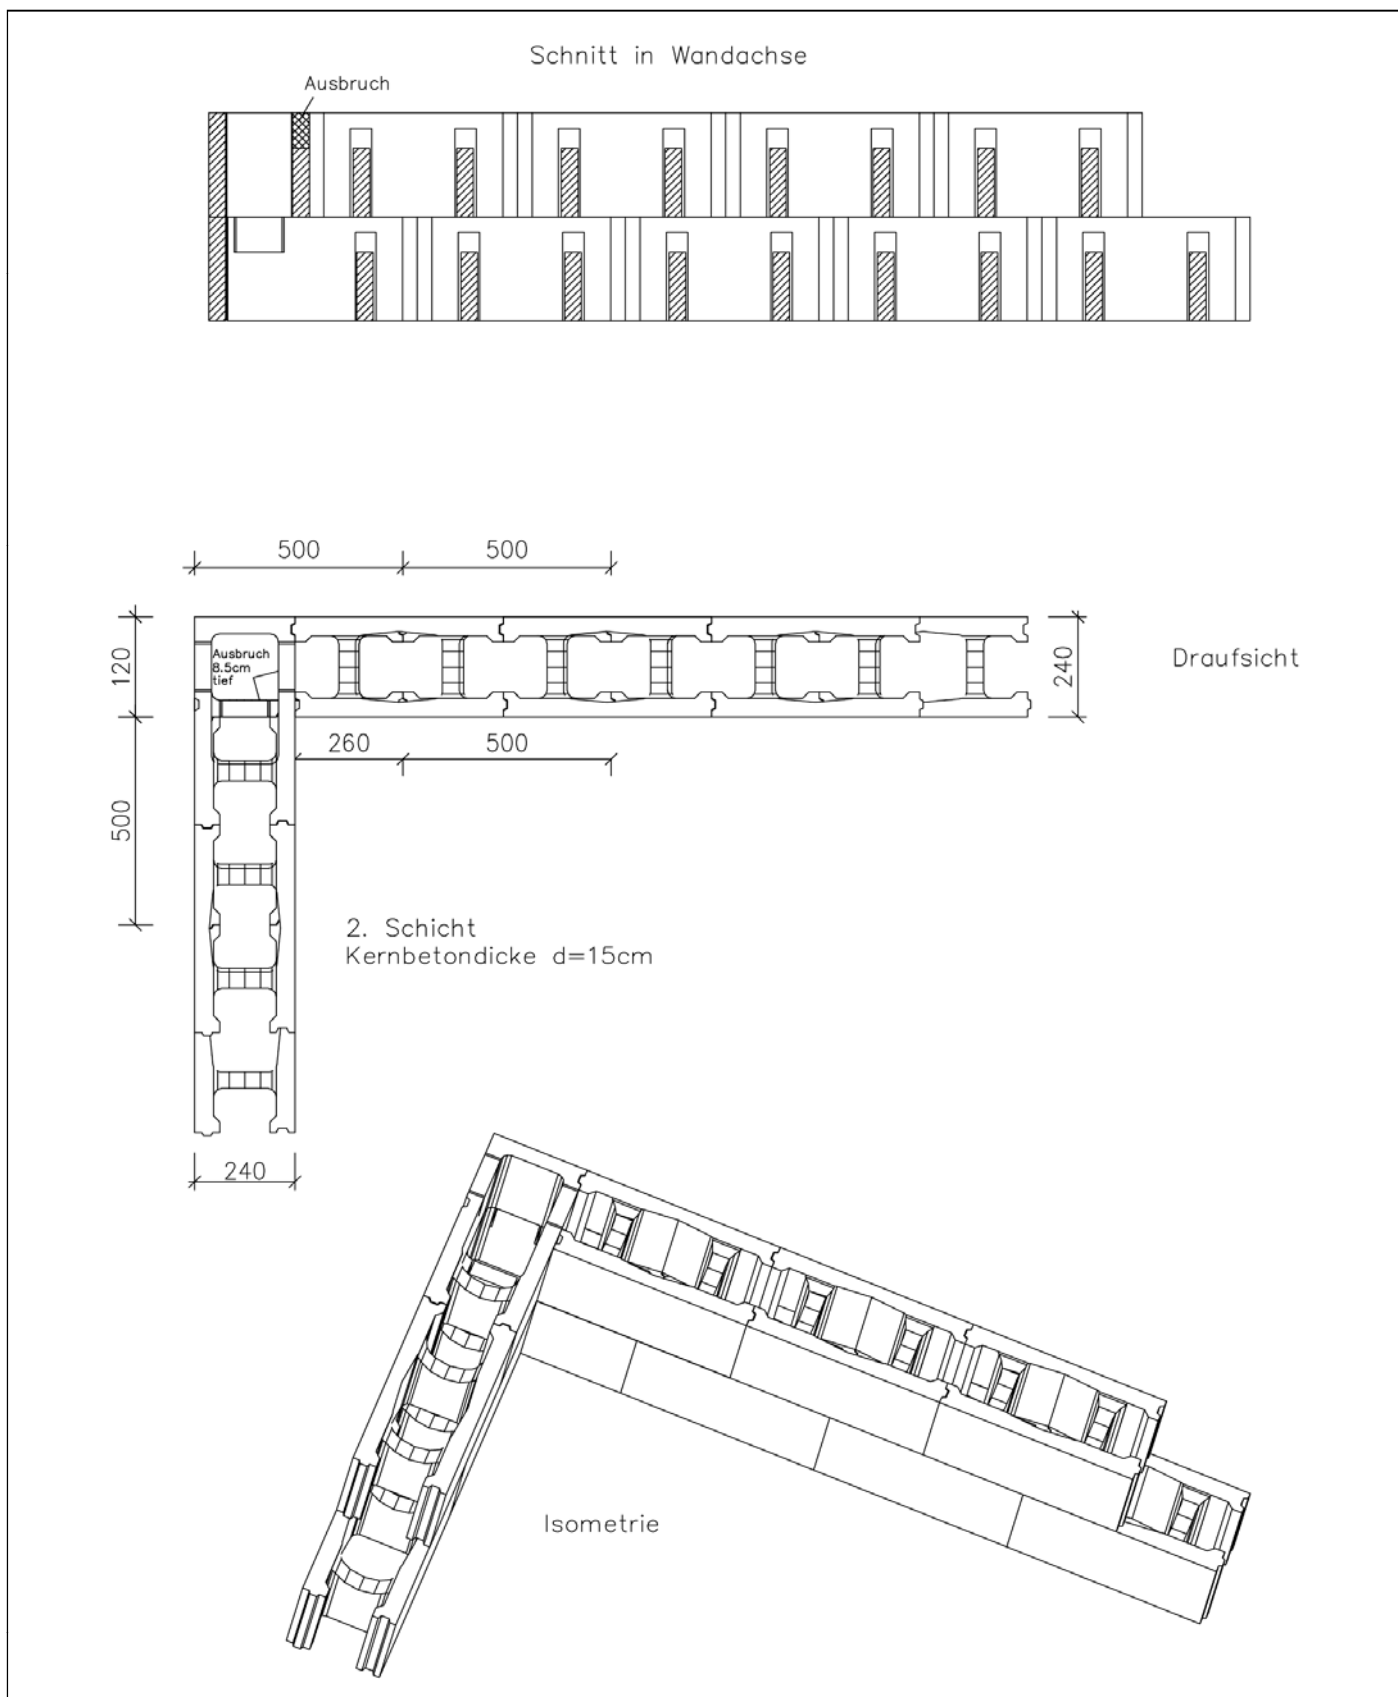 Schnitt in Wandachse
Ausbruch
500
500
120
Ausbruch
8.5cm
tief
240
Draufsicht
260
500
500
2. Schicht
Kernbetondicke d=15cm
240
Isometrie